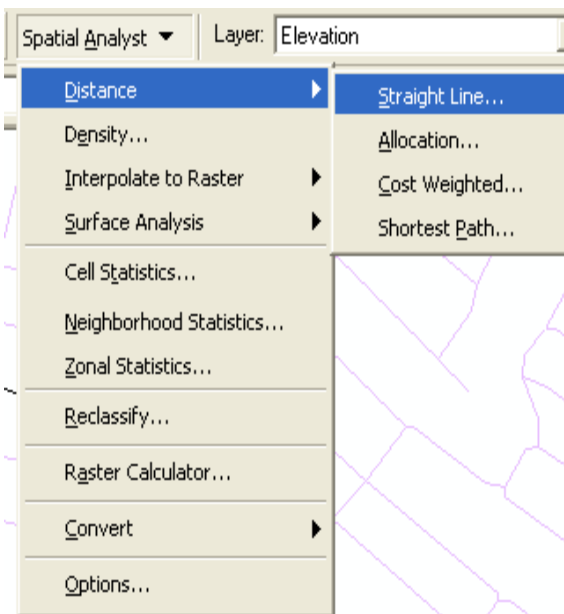 Spatial Analyst Layer: Elevation
Distance
Straight Line...
Density...
Allocation...
Interpolate to Raster
Cost Weighted...
Surface Analysis
Shortest Path...
Cell Statistics...
Neighborhood Statistics...
Zonal Statistics...
Reclassify...
Raster Calculator...
Convert
Options...